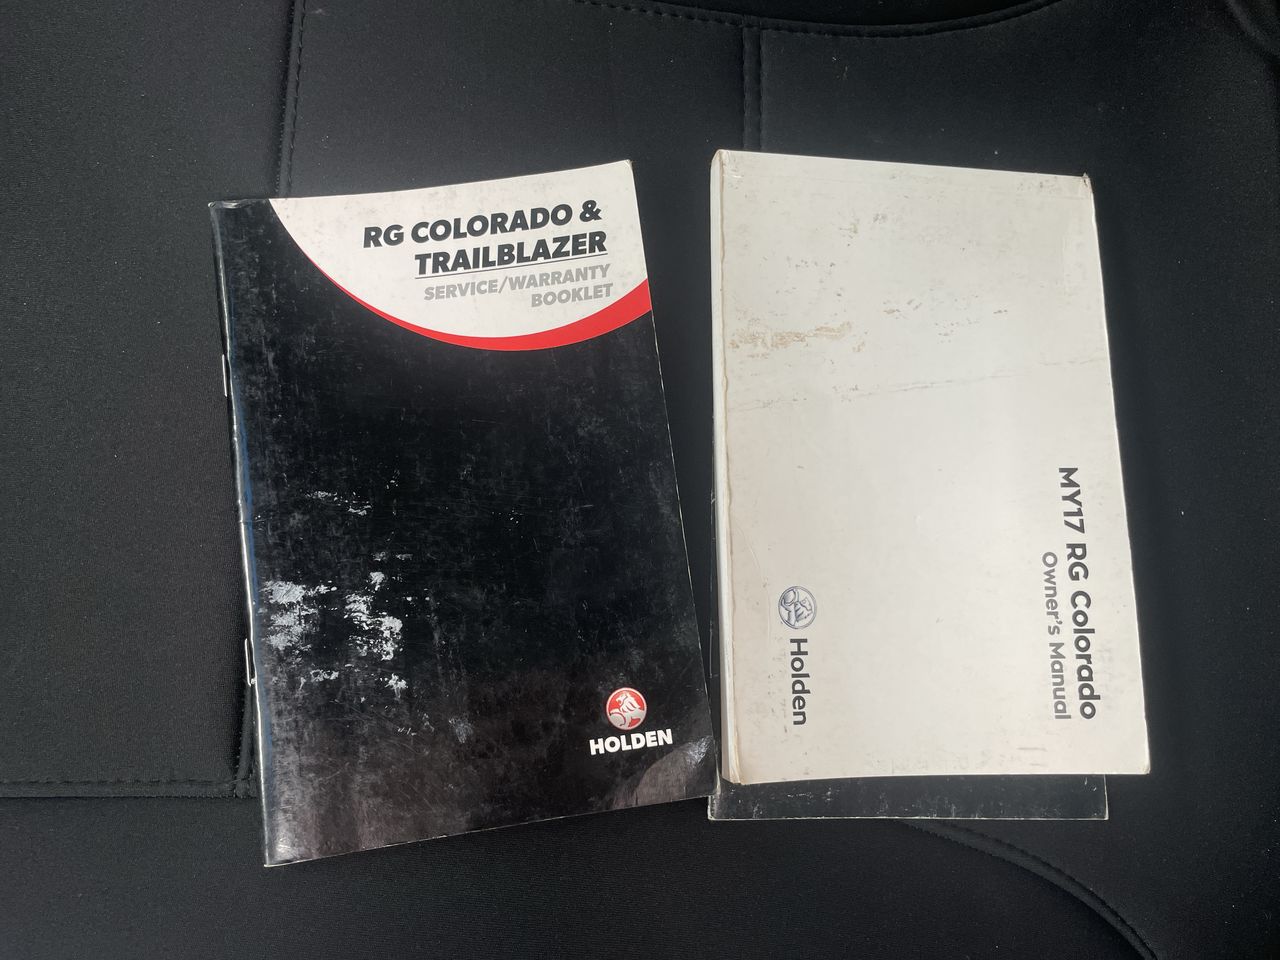 RG COLORADO &
TRAILBLAZER
SERVICE/WARRANTY
BOOKLET
HOLDEN
MY17 RG Colorado
Owner's Manual
Holden